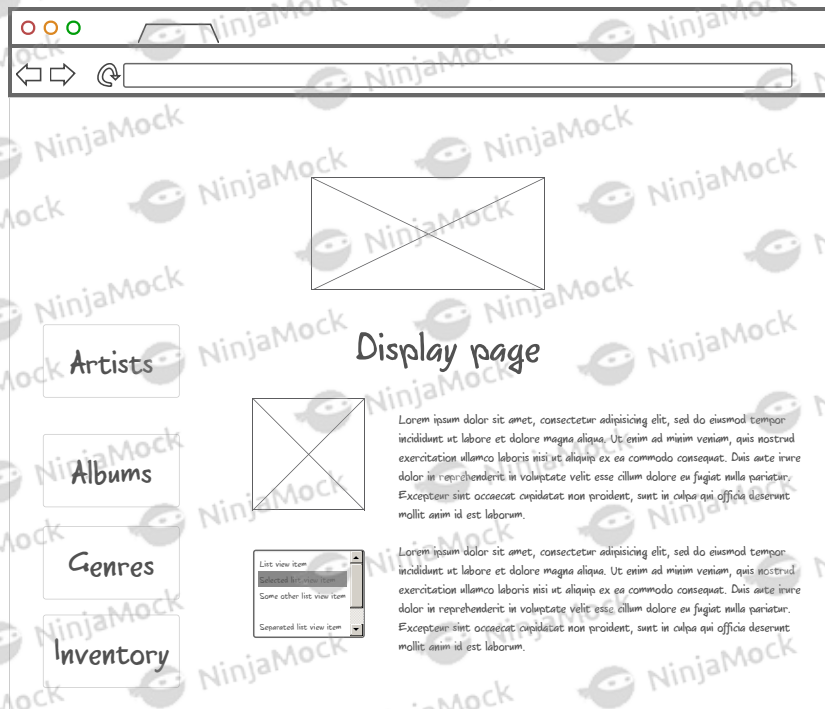 Display page
Artists
Albums
Genres
Inventory
Lorem ipsum dolor sit amet, consectetur adipisicing elit, sed do eiusmod tempor
incididunt ut labore et dolore magna aliqua. Ut enim ad minim veniam, quis nostrud
exercitation ullamco laboris nisi ut aliquip ex ea commodo consequat. Duis aute irure
dolor in reprehenderit in voluptate velit esse cillum dolore eu fugiat nulla pariatur.
Excepteur sint occaecat cupidatat non proident, sunt in culpa qui officia deserunt
mollit anim id est laborum.
List view item
Selected list view item
Some other list view item
Separated list view item
Lorem ipsum dolor sit amet, consectetur adipisicing elit, sed do eiusmod tempor
incididunt ut labore et dolore magna aliqua. Ut enim ad minim veniam, quis nostrud
exercitation ullamco laboris nisi ut aliquip ex ea commodo consequat. Duis aute irure
dolor in reprehenderit in voluptate velit esse cillum dolore eu fugiat nulla pariatur.
Excepteur sint occaecat cupidatat non proident, sunt in culpa qui officia deserunt
mollit anim id est laborum.
NinjaMock